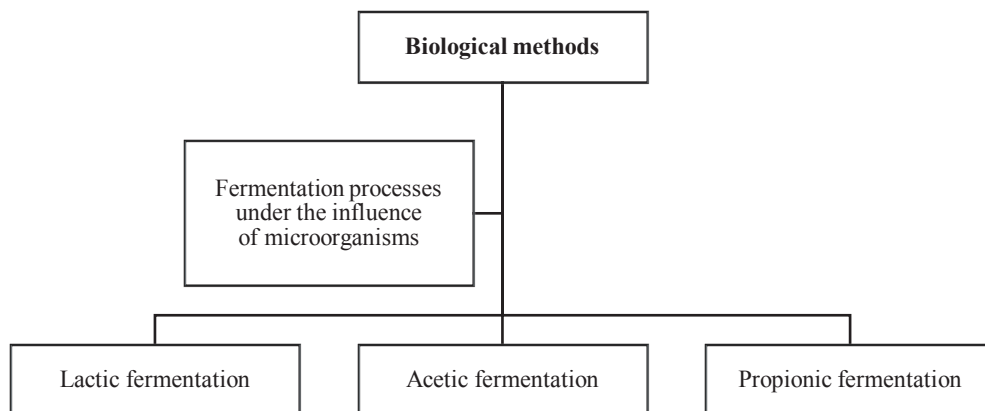 Biological methods
Fermentation processes
under the influence
of microorganisms
Lactic fermentation
Acetic fermentation
Propionic fermentation